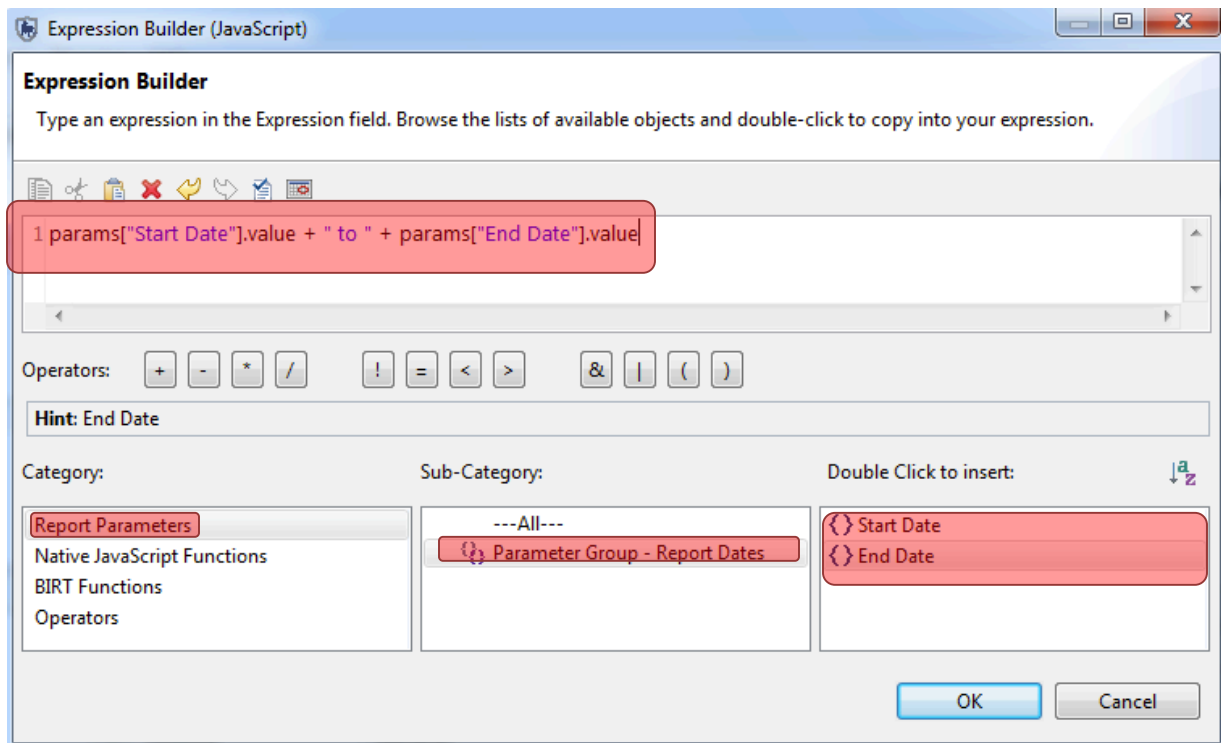 Expression Builder (JavaScript)
Expression Builder
Type an expression in the Expression field. Browse the lists of available objects and double-click to copy into your expression.
1 params["Start Date"].value + " to " + params["End Date"].value
Operators: + - * / ! = < > & | ( )
Hint: End Date
Category: Sub-Category: Double Click to insert:
Report Parameters ---All--- {} Start Date
Native JavaScript Functions Parameter Group - Report Dates {} End Date
BIRT Functions
Operators
OK Cancel